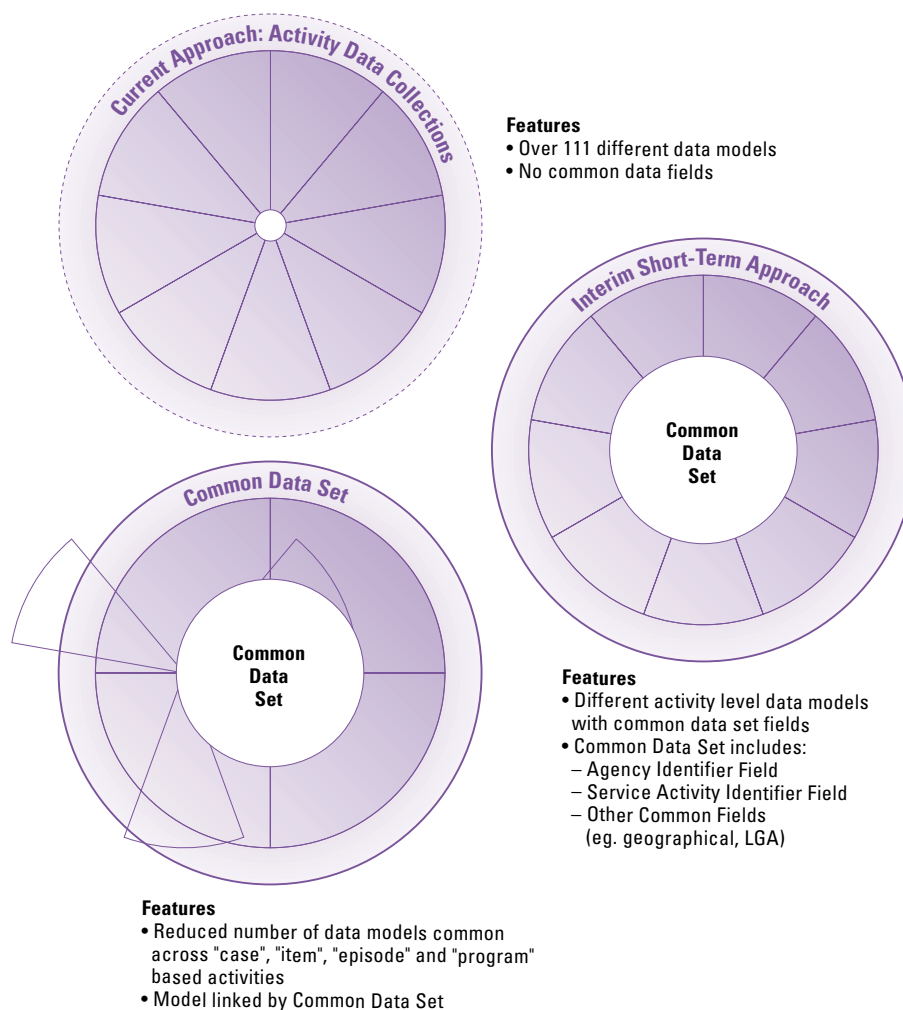 Current Approach: Activity Data Collections
Features
• Over 111 different data models
• No common data fields
Interim Short-Term Approach
Common
Data
Set
Features
• Different activity level data models
with common data set fields
• Common Data Set includes:
– Agency Identifier Field
– Service Activity Identifier Field
– Other Common Fields
(eg. geographical, LGA)
Common Data Set
Common
Data
Set
Features
• Reduced number of data models common
across "case", "item", "episode" and "program"
based activities
• Model linked by Common Data Set